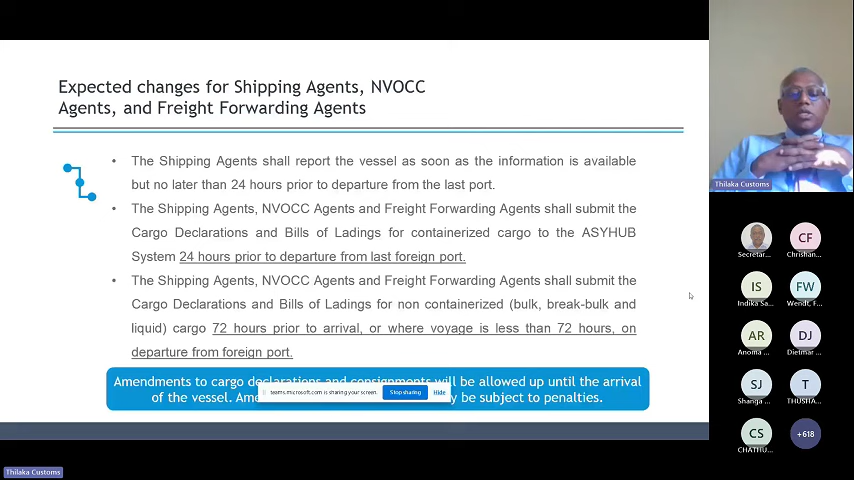 Expected changes for Shipping Agents, NVOCC
Agents, and Freight Forwarding Agents
• The Shipping Agents shall report the vessel as soon as the information is available
but no later than 24 hours prior to departure from the last port.
• The Shipping Agents, NVOCC Agents and Freight Forwarding Agents shall submit the
Cargo Declarations and Bills of Ladings for containerized cargo to the ASYHUB
System 24 hours prior to departure from last foreign port.
• The Shipping Agents, NVOCC Agents and Freight Forwarding Agents shall submit the
Cargo Declarations and Bills of Ladings for non containerized (bulk, break-bulk and
liquid) cargo 72 hours prior to arrival, or where voyage is less than 72 hours, on
departure from foreign port.
Amendments to cargo declarations and consignments will be allowed up until the arrival
of the vessel. be subject to penalties.
teams.microsoft.com is sharing your screen.
Stop sharing
Hide
Thilaka Customs
Secretar...
CF
Chrishan...
IS
Indika Sa...
FW
Wendt, F...
AR
Anoma ...
DJ
Dietmar ...
SJ
Shanga ...
T
THUSHA...
CS
CHATHU...
+618
Thilaka Customs